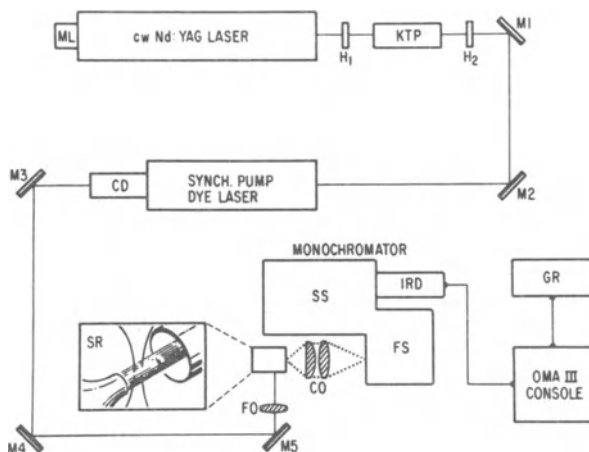 ML
cw Nd: YAG LASER
H1
KTP
H2
M1
M3
CD
SYNCH. PUMP
DYE LASER
M2
MONOCHROMATOR
SS
IRD
GR
SR
FS
CO
OMA III
CONSOLE
FO
M4
M5